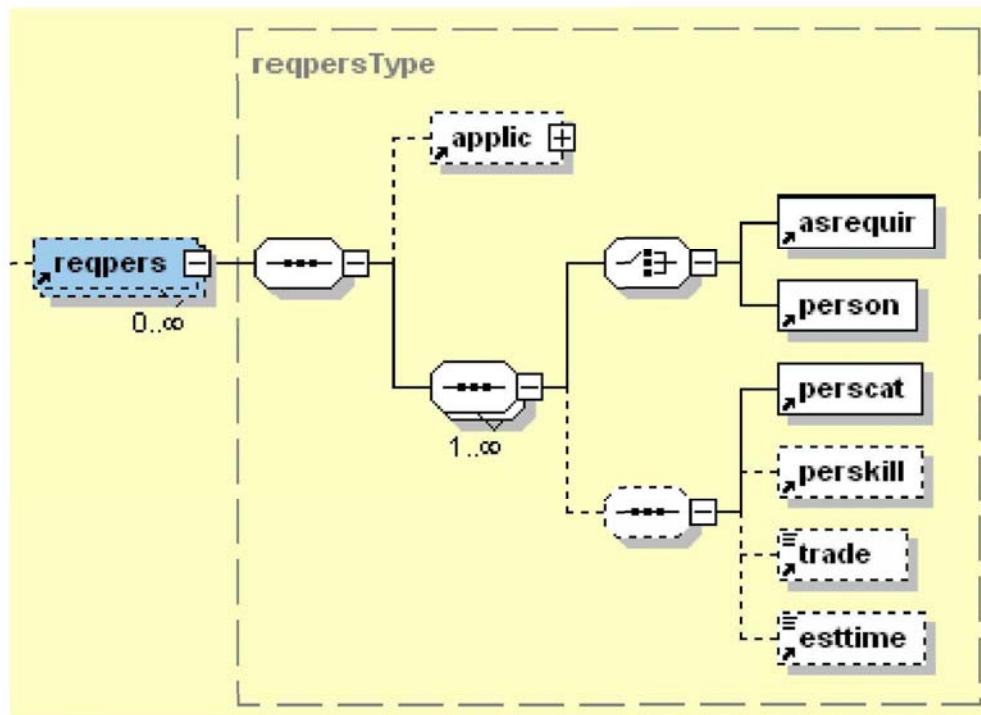 reqpersType
applic
reqpers
0..∞
asrequir
person
1..∞
perscat
perskill
trade
esttime